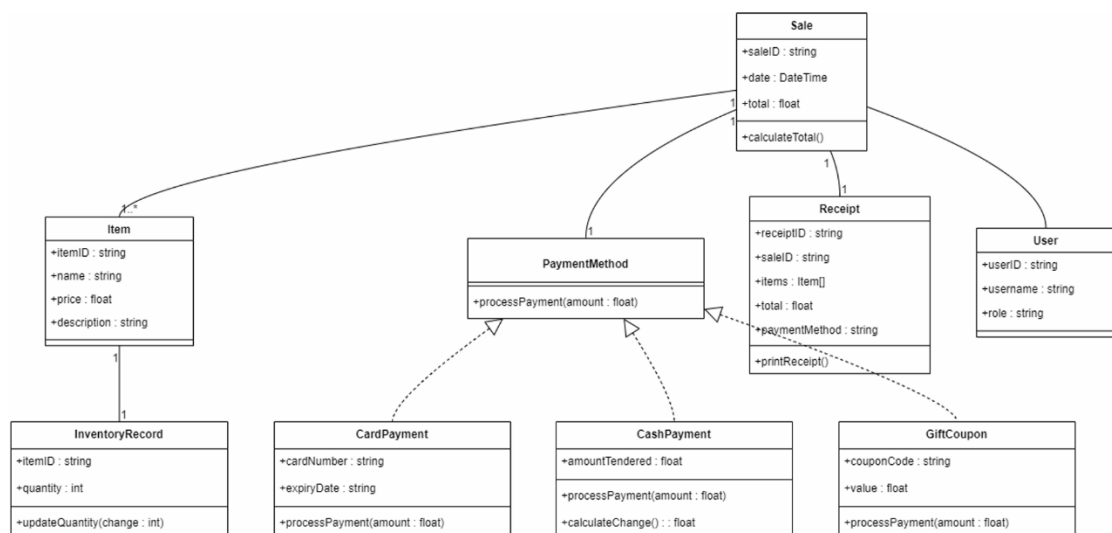 Sale
+saleID : string
+date : DateTime
+total : float
+calculateTotal()
1
1
1
1
1..*
1
Item
+itemID : string
+name : string
+price : float
+description : string
1
1
PaymentMethod
+processPayment(amount : float)
Receipt
+receiptID : string
+saleID : string
+items : Item[]
+total : float
+paymentMethod : string
+printReceipt()
User
+userID : string
+username : string
+role : string
InventoryRecord
+itemID : string
+quantity : int
+updateQuantity(change : int)
CardPayment
+cardNumber : string
+expiryDate : string
+processPayment(amount : float)
CashPayment
+amountTendered : float
+processPayment(amount : float)
+calculateChange() : : float
GiftCoupon
+couponCode : string
+value : float
+processPayment(amount : float)